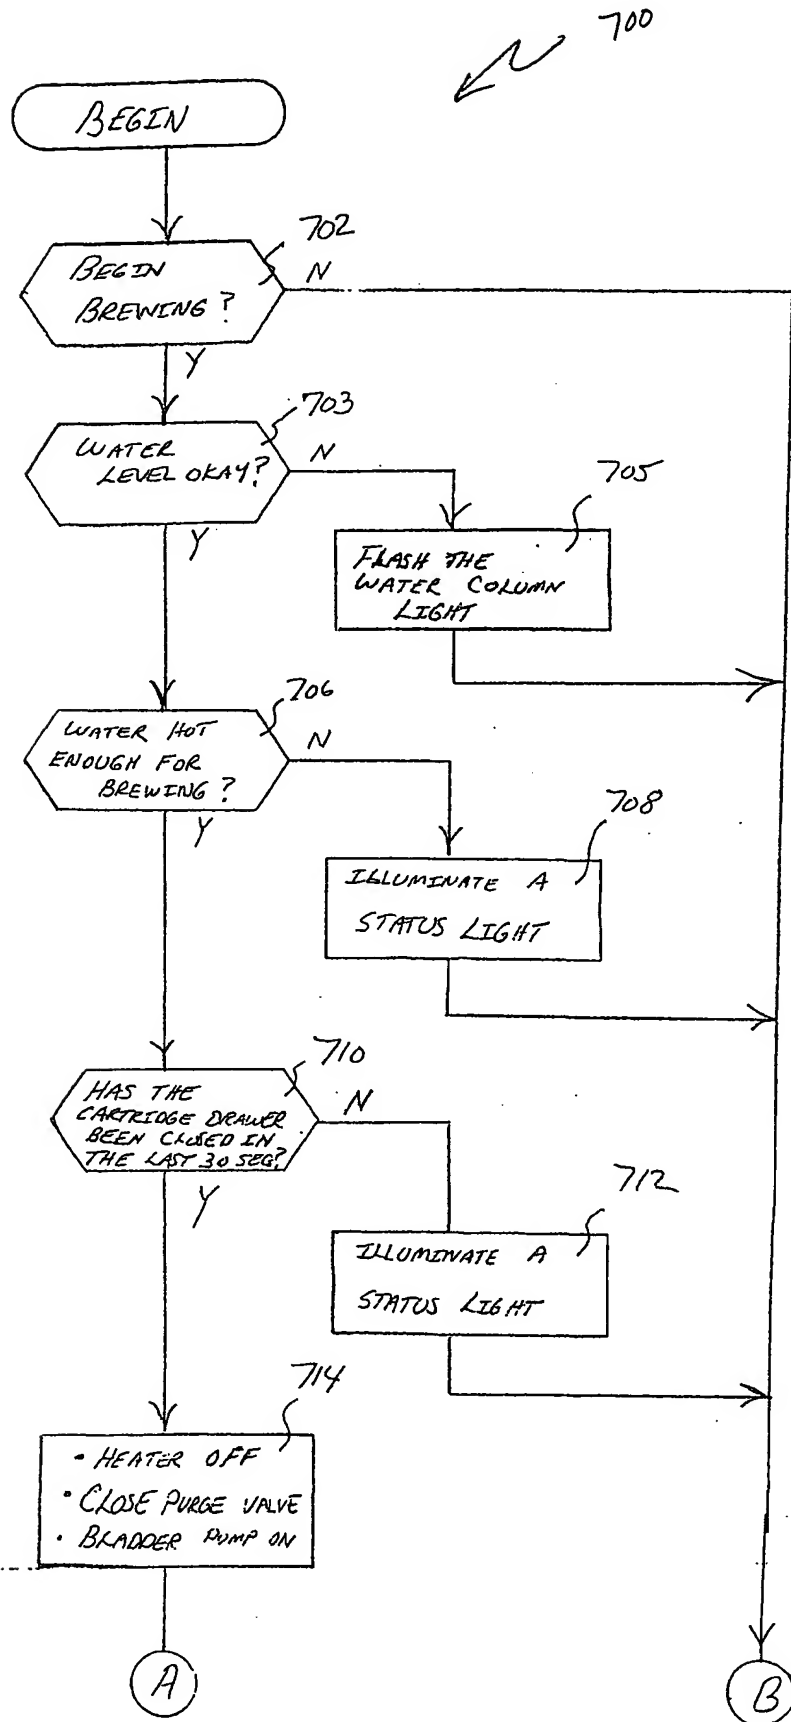 700
BEGIN
702
BEGIN
BREWING?
N
Y
703
WATER
LEVEL OKAY?
N
Y
705
FLASH THE
WATER COLUMN
LIGHT
706
WATER HOT
ENOUGH FOR
BREWING?
N
Y
708
ILLUMINATE A
STATUS LIGHT
710
HAS THE
CARTRIDGE DRAWER
BEEN CLOSED IN
THE LAST 30 SEC?
N
Y
712
ILLUMINATE A
STATUS LIGHT
714
• HEATER OFF
• CLOSE PURGE VALVE
• BLADDER PUMP ON
A
B